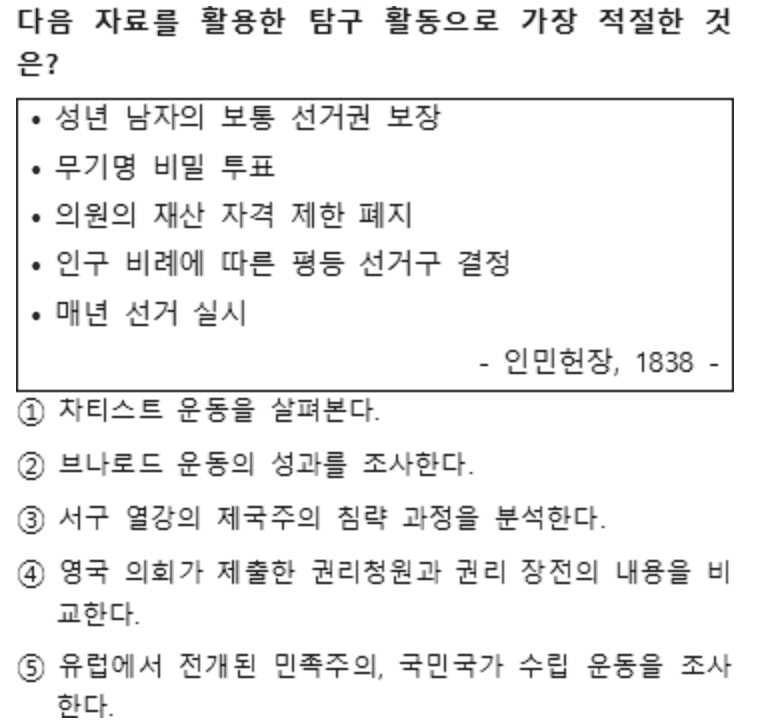 다음 자료를 활용한 탐구 활동으로 가장 적절한 것
은?
• 성년 남자의 보통 선거권 보장
• 무기명 비밀 투표
• 의원의 재산 자격 제한 폐지
• 인구 비례에 따른 평등 선거구 결정
• 매년 선거 실시
- 인민헌장, 1838 -
① 차티스트 운동을 살펴본다.
② 브나로드 운동의 성과를 조사한다.
③ 서구 열강의 제국주의 침략 과정을 분석한다.
④ 영국 의회가 제출한 권리청원과 권리 장전의 내용을 비
교한다.
⑤ 유럽에서 전개된 민족주의, 국민국가 수립 운동을 조사
한다.